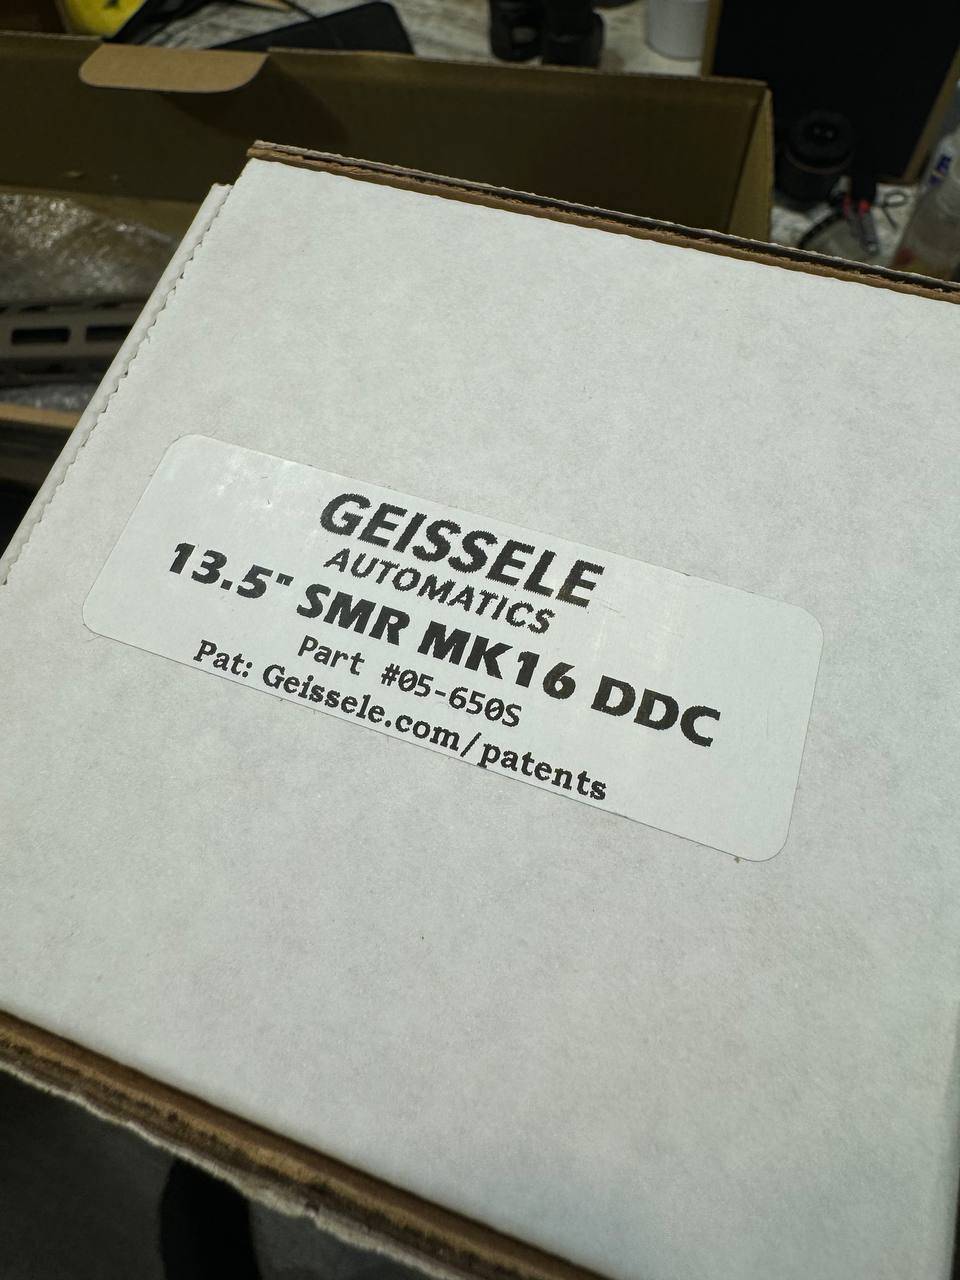 GEISSELE
AUTOMATICS
13.5" SMR MK16 DDC
Part #05-650S
Pat: Geissele.com/patents